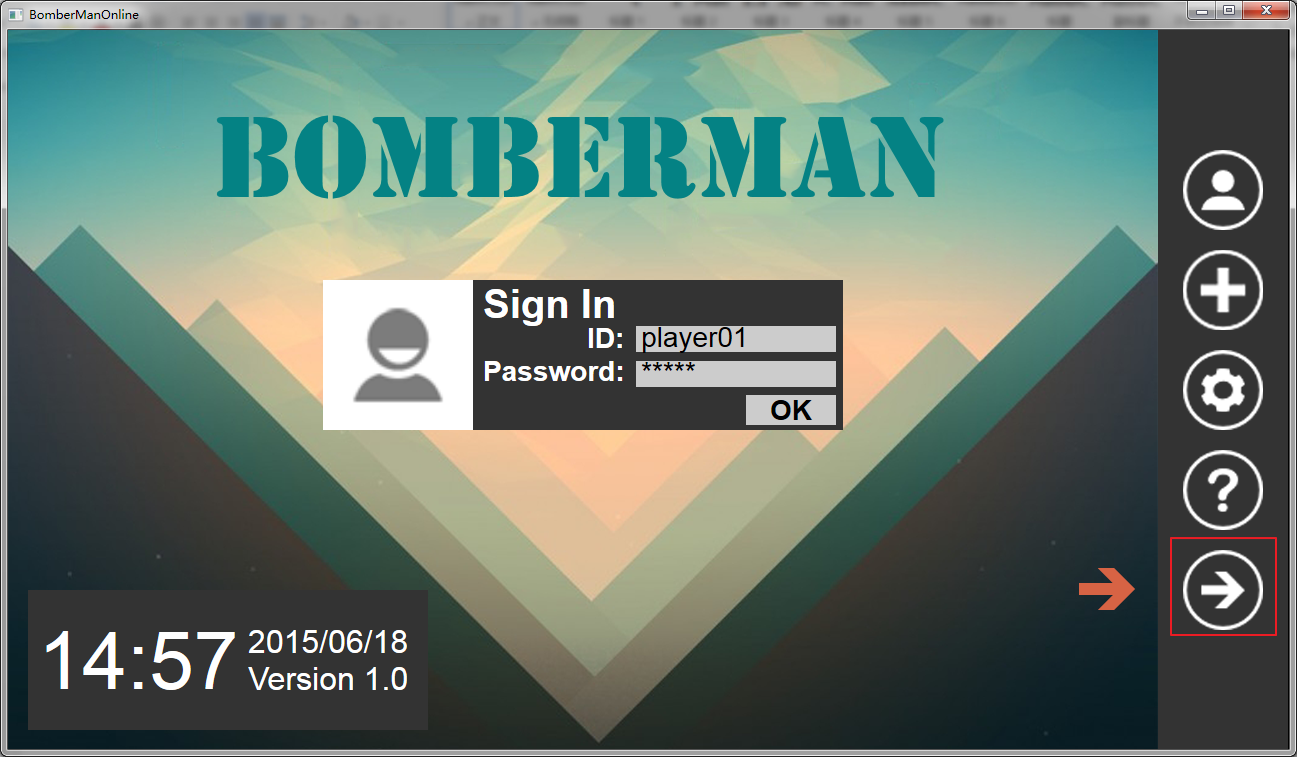 BomberManOnline
BOMBERMAN
Sign In
ID: player01
Password: *****
OK
14:57
2015/06/18
Version 1.0